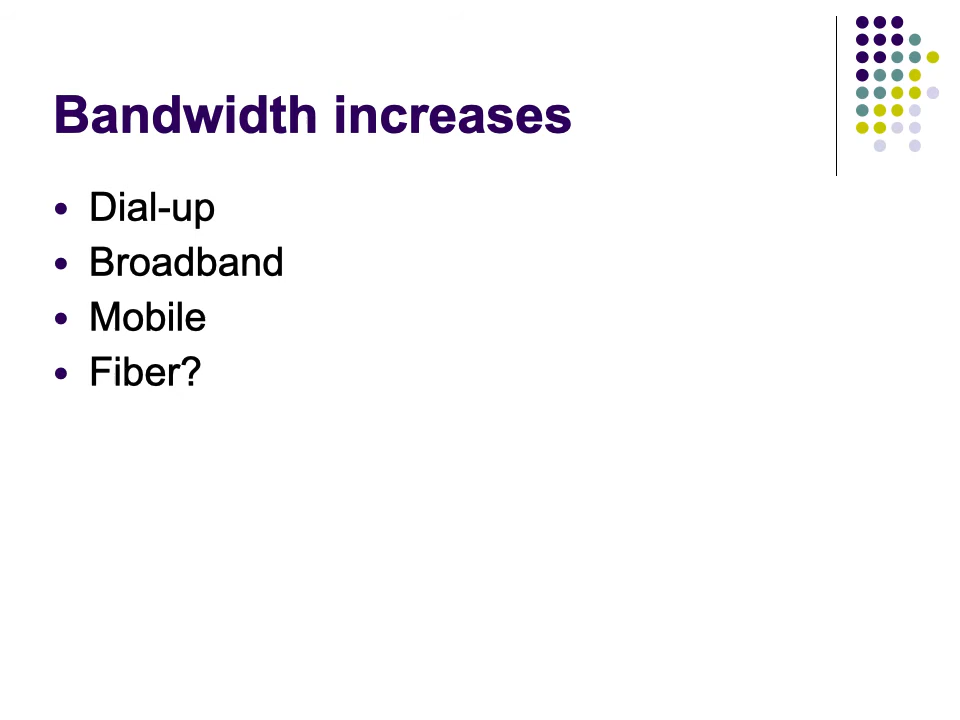 Bandwidth increases
Dial-up
Broadband
Mobile
Fiber?